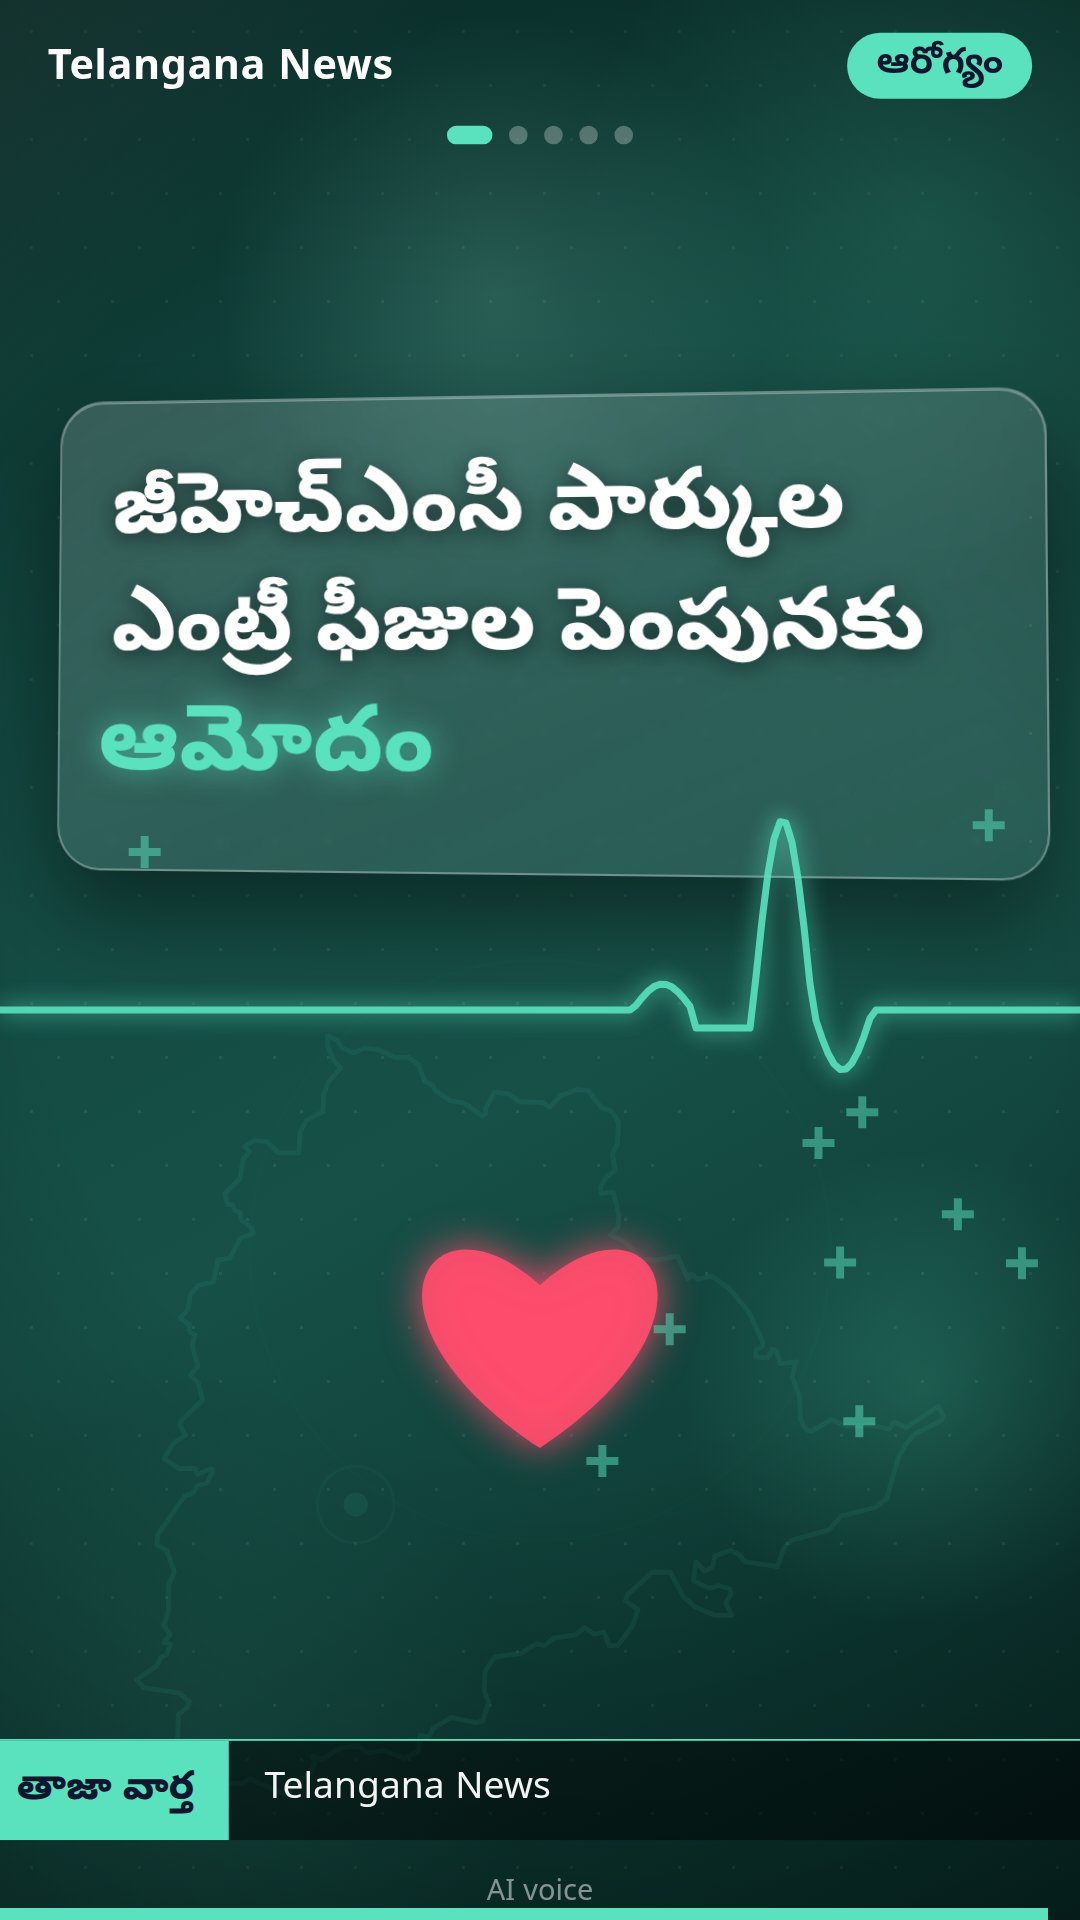 Telangana News
ఆరోగ్యం
జీహెచ్ఎంసీ పార్కుల
ఎంట్రీ ఫీజుల పెంపునకు
ఆమోదం
తాజా వార్త
Telangana News
AI voice